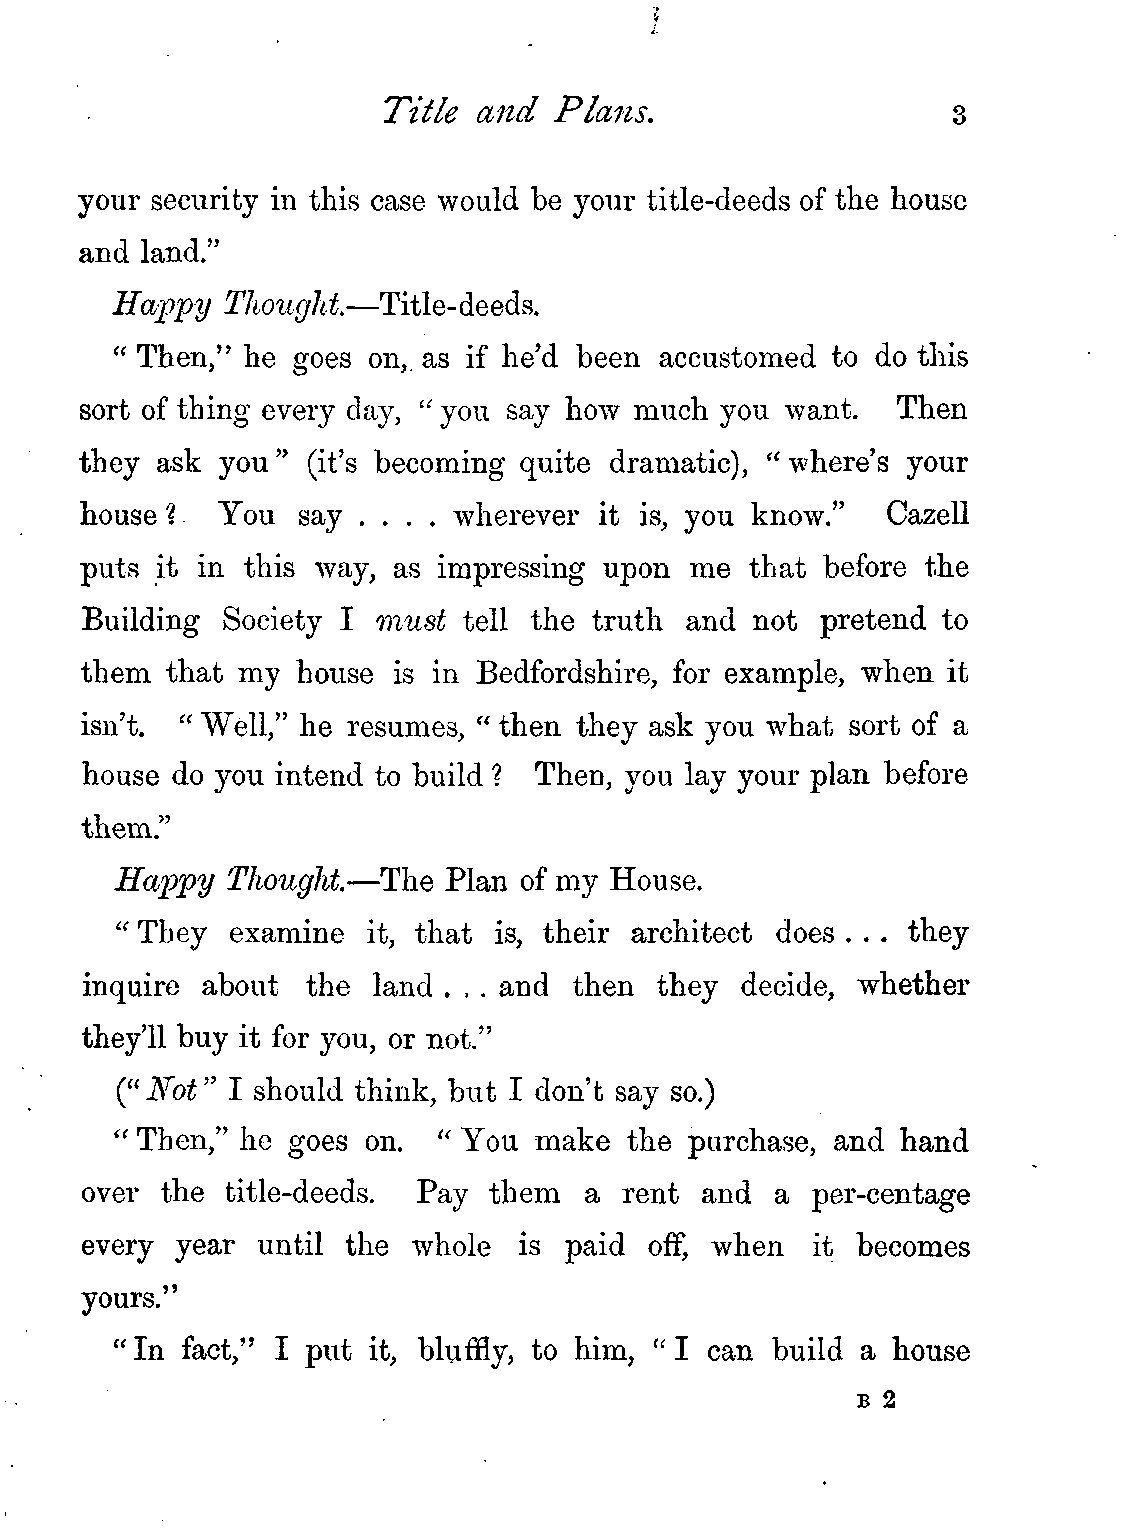 Title and Plans. 3
your security in this case would be your title-deeds of the house
and land.”
Happy Thought.—Title-deeds.
“Then,” he goes on, as if he’d been accustomed to do this
sort of thing every day, “you say how much you want. Then
they ask you” (it’s becoming quite dramatic), “where’s your
house? You say . . . . wherever it is, you know.” Cazell
puts it in this way, as impressing upon me that before the
Building Society I must tell the truth and not pretend to
them that my house is in Bedfordshire, for example, when it
isn’t. “Well,” he resumes, “then they ask you what sort of a
house do you intend to build? Then, you lay your plan before
them.”
Happy Thought.—The Plan of my House.
“They examine it, that is, their architect does . . . they
inquire about the land . . . and then they decide, whether
they’ll buy it for you, or not.”
(“Not” I should think, but I don’t say so.)
“Then,” he goes on. “You make the purchase, and hand
over the title-deeds. Pay them a rent and a per-centage
every year until the whole is paid off, when it becomes
yours.”
“In fact,” I put it, bluffly, to him, “I can build a house
B 2